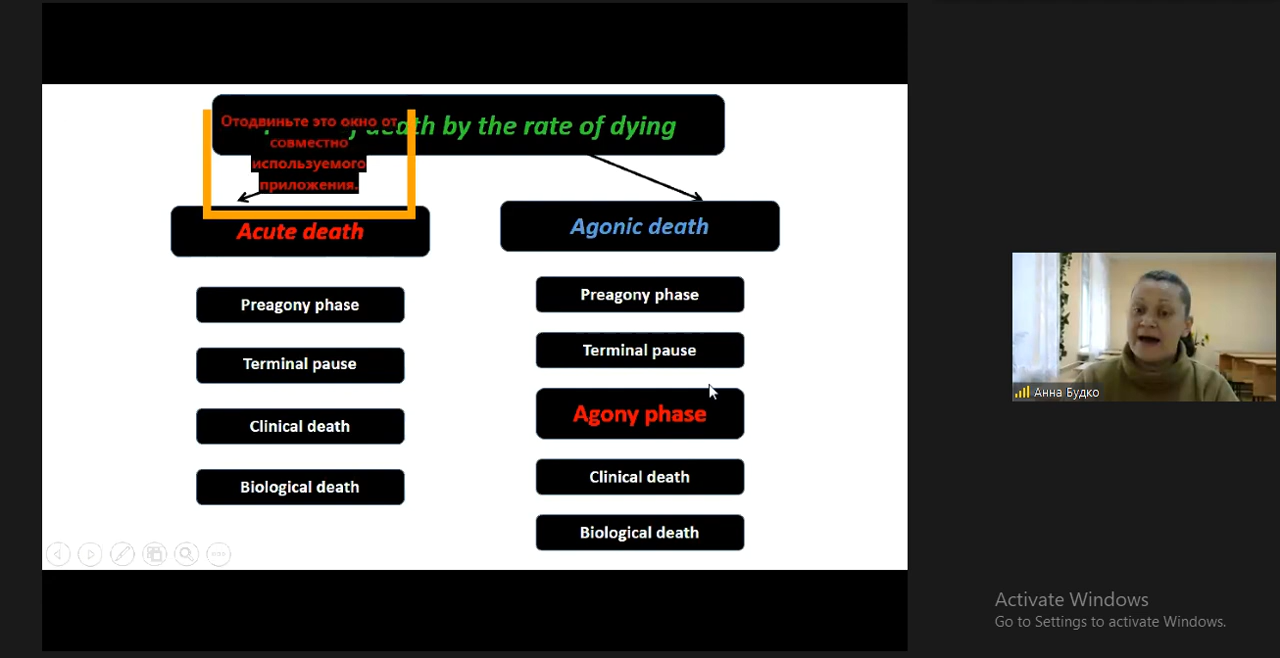 death by the rate of dying
Отодвиньте это окно от
совместно
используемого
приложения.
Acute death
Agonic death
Preagony phase
Terminal pause
Clinical death
Biological death
Preagony phase
Terminal pause
Agony phase
Clinical death
Biological death
Анна Будко
Activate Windows
Go to Settings to activate Windows.